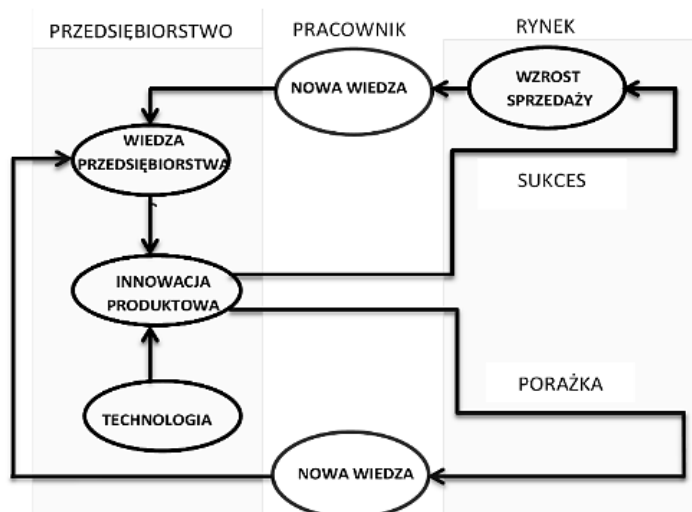 PRZEDSIĘBIORSTWO
PRACOWNIK
RYNEK
NOWA WIEDZA
WZROST
SPRZEDAŻY
WIEDZA
PRZEDSIĘBIORSTWA
SUKCES
INNOWACJA
PRODUKTOWA
PORAŻKA
TECHNOLOGIA
NOWA WIEDZA